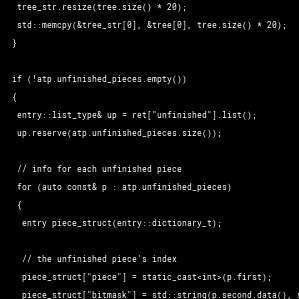 tree_str.resize(tree.size() * 20);
std::memcpy(&tree_str[0], &tree[0], tree.size() * 20);
}
if (!atp.unfinished_pieces.empty())
{
entry::list_type& up = ret["unfinished"].list();
up.reserve(atp.unfinished_pieces.size());
// info for each unfinished piece
for (auto const& p : atp.unfinished_pieces)
{
entry piece_struct(entry::dictionary_t);
// the unfinished piece's index
piece_struct["piece"] = static_cast<int>(p.first);
piece_struct["bitmask"] = std::string(p.second.data(),